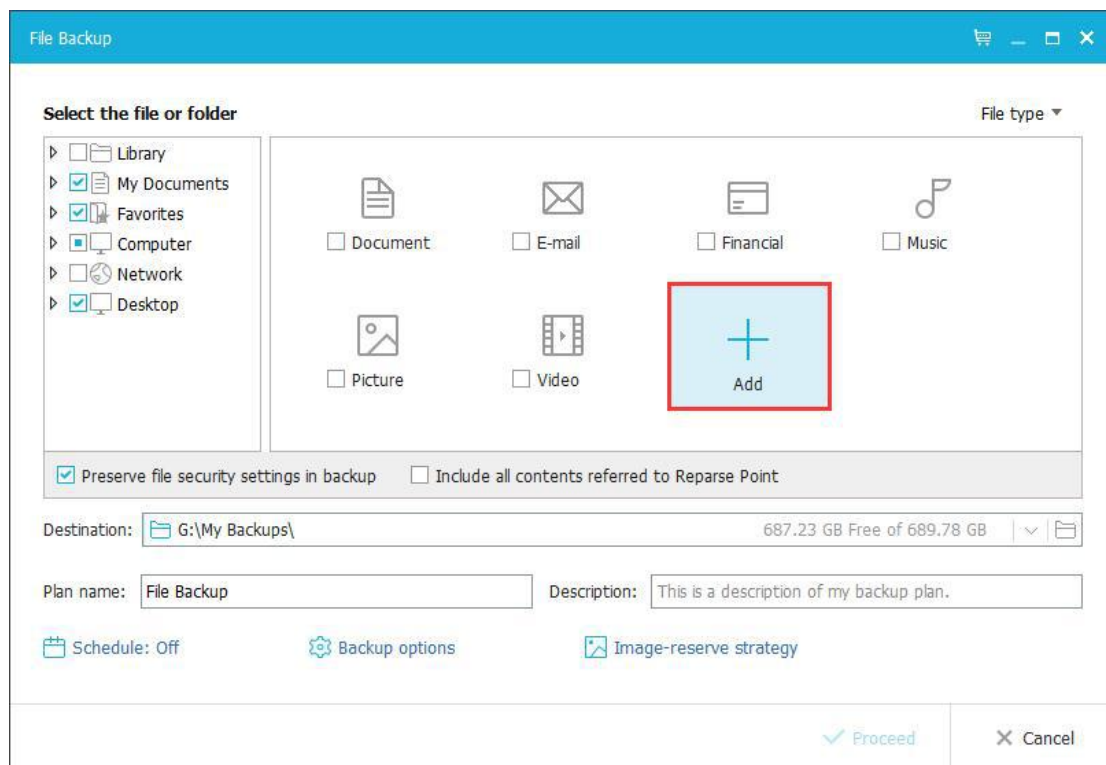 File Backup
Select the file or folder
File type
Library
My Documents
Favorites
Computer
Network
Desktop
Document
E-mail
Financial
Music
Picture
Video
Add
Preserve file security settings in backup
Include all contents referred to Reparse Point
Destination: G:\My Backups\ 687.23 GB Free of 689.78 GB
Plan name: File Backup
Description: This is a description of my backup plan.
Schedule: Off
Backup options
Image-reserve strategy
Proceed
Cancel